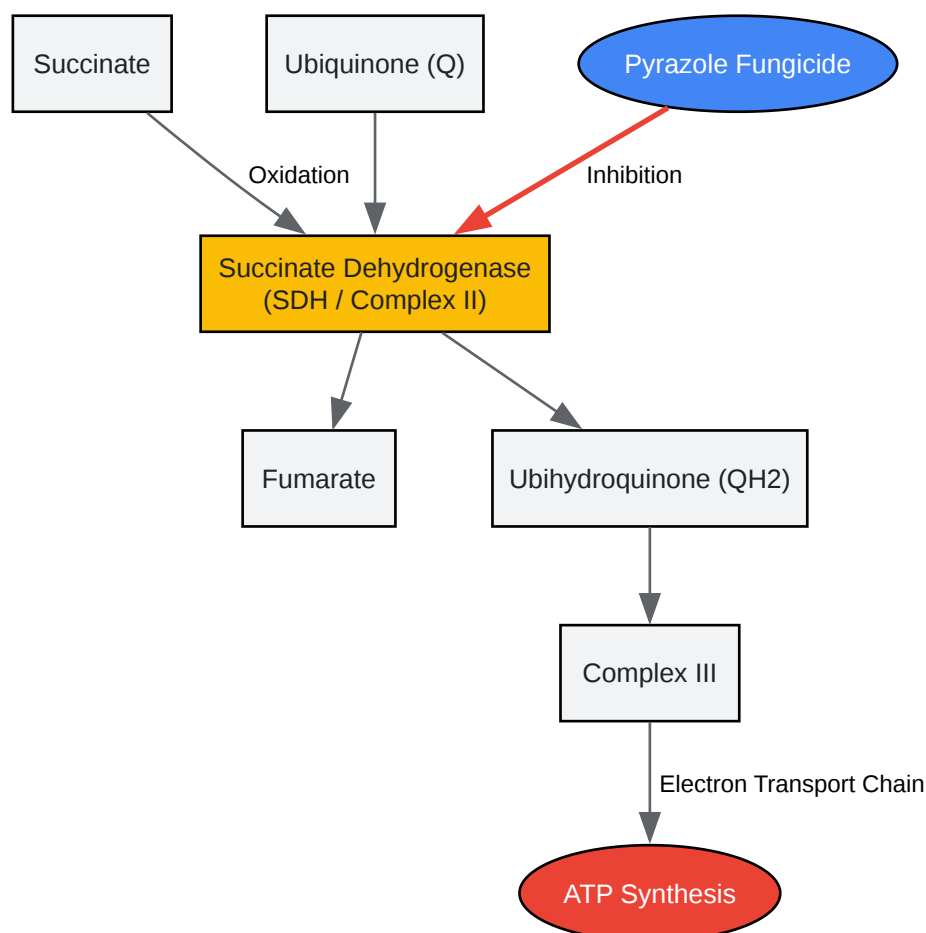 Succinate
Ubiquinone (Q)
Pyrazole Fungicide
Oxidation
Inhibition
Succinate Dehydrogenase
(SDH / Complex II)
Fumarate
Ubihydroquinone (QH2)
Complex III
Electron Transport Chain
ATP Synthesis